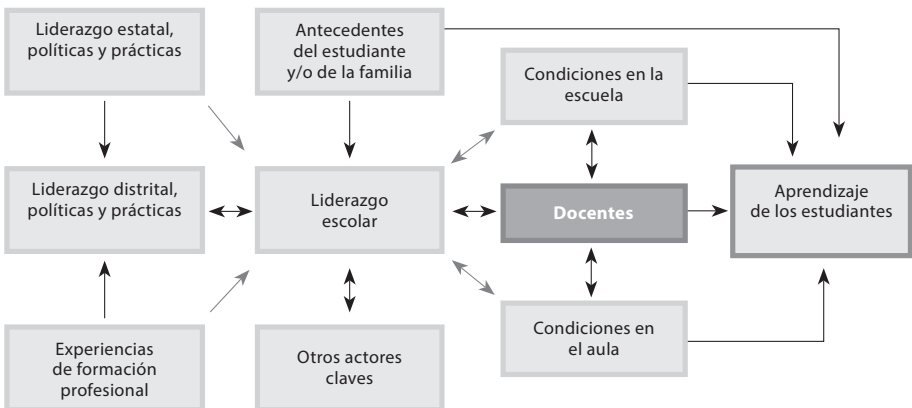 Liderazgo estatal,
políticas y prácticas
Antecedentes
del estudiante
y/o de la familia
Condiciones en la
escuela
Liderazgo distrital,
políticas y prácticas
Liderazgo
escolar
Docentes
Aprendizaje
de los estudiantes
Experiencias
de formación
profesional
Otros actores
claves
Condiciones en
el aula